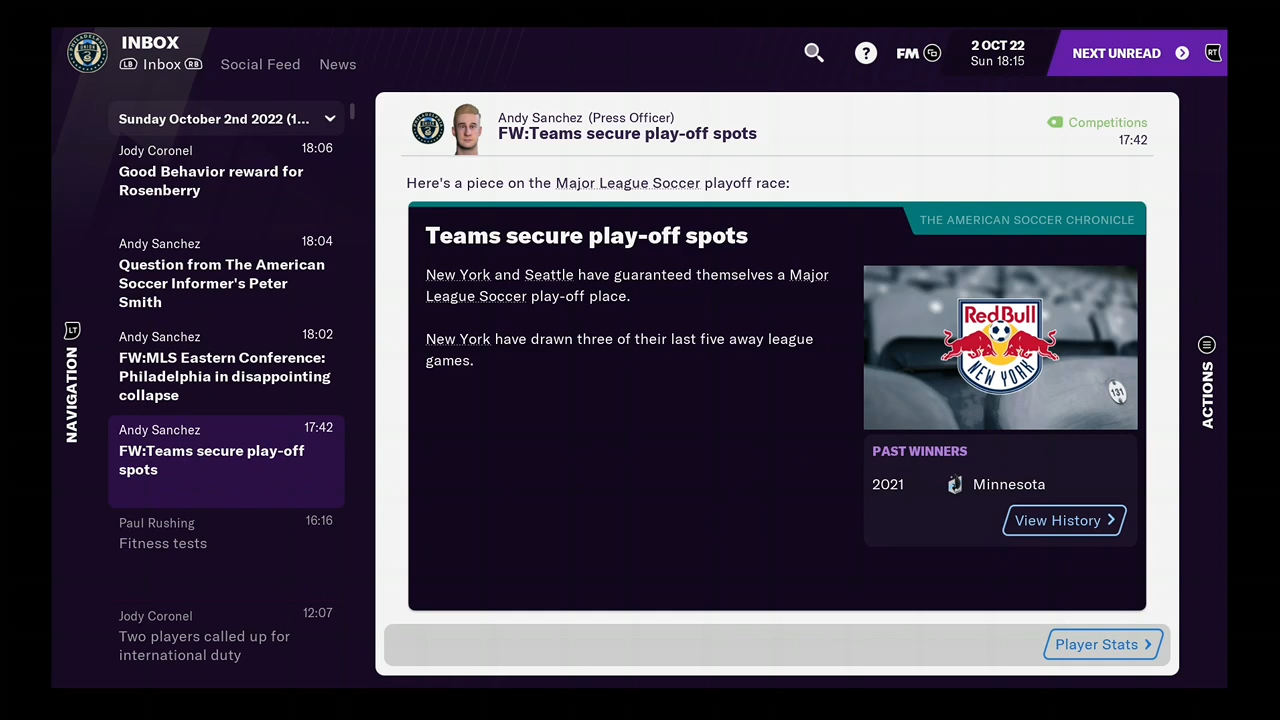 INBOX
LB Inbox RB Social Feed News
FM
2 OCT 22
Sun 18:15
NEXT UNREAD
RT
Sunday October 2nd 2022 (1...
Jody Coronel 18:06
Good Behavior reward for
Rosenberry
Andy Sanchez 18:04
Question from The American
Soccer Informer's Peter
Smith
Andy Sanchez 18:02
FW:MLS Eastern Conference:
Philadelphia in disappointing
collapse
Andy Sanchez 17:42
FW:Teams secure play-off
spots
Paul Rushing 16:16
Fitness tests
Jody Coronel 12:07
Two players called up for
international duty
LT
NAVIGATION
Andy Sanchez (Press Officer)
FW:Teams secure play-off spots
Competitions
17:42
Here's a piece on the Major League Soccer playoff race:
THE AMERICAN SOCCER CHRONICLE
Teams secure play-off spots
New York and Seattle have guaranteed themselves a Major
League Soccer play-off place.
New York have drawn three of their last five away league
games.
Red Bull
NEW YORK
131
PAST WINNERS
2021 Minnesota
View History
Player Stats
ACTIONS